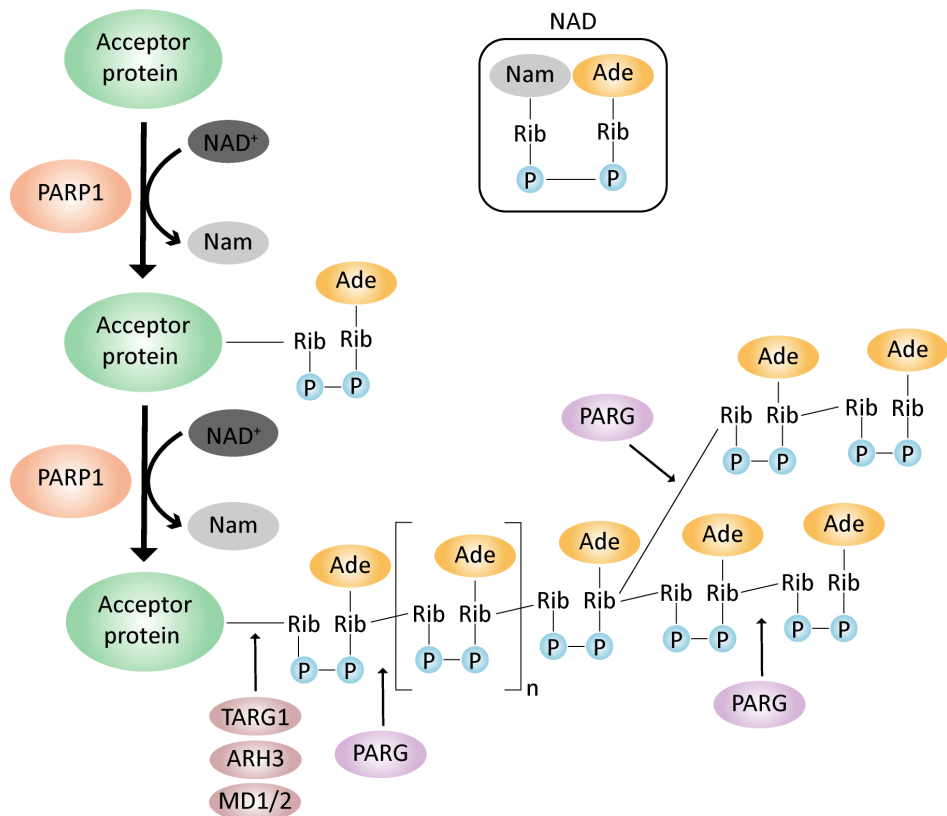 NAD
Acceptor
protein
Nam Ade
Rib Rib
P P
NAD⁺
PARP1
Nam
Ade
Acceptor
protein
Rib Rib
P P
NAD⁺
PARP1
Nam
PARG
Ade Ade
Rib Rib Rib Rib
P P P P
Ade Ade Ade Ade Ade
Acceptor
protein
Rib Rib Rib Rib Rib Rib Rib Rib Rib Rib
P P P P P P P P P P
n
TARG1
ARH3
MD1/2
PARG
PARG